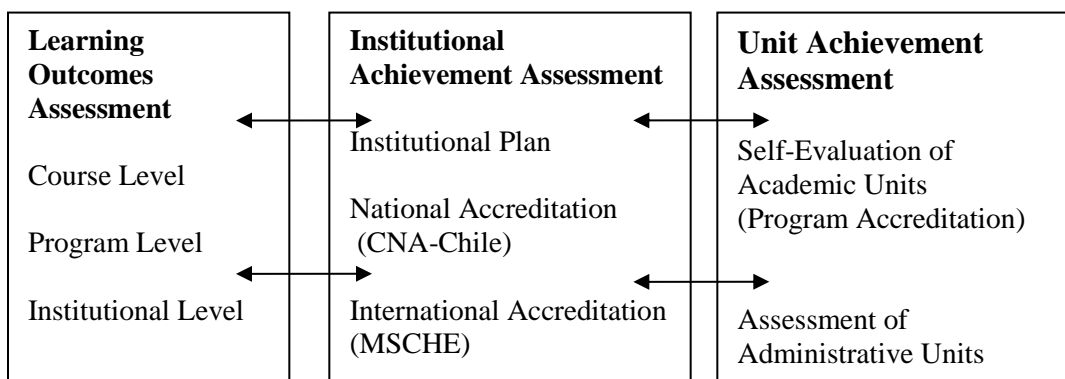 Learning
Outcomes
Assessment
Course Level
Program Level
Institutional Level
Institutional
Achievement Assessment
Institutional Plan
National Accreditation
(CNA-Chile)
International Accreditation
(MSCHE)
Unit Achievement
Assessment
Self-Evaluation of
Academic Units
(Program Accreditation)
Assessment of
Administrative Units